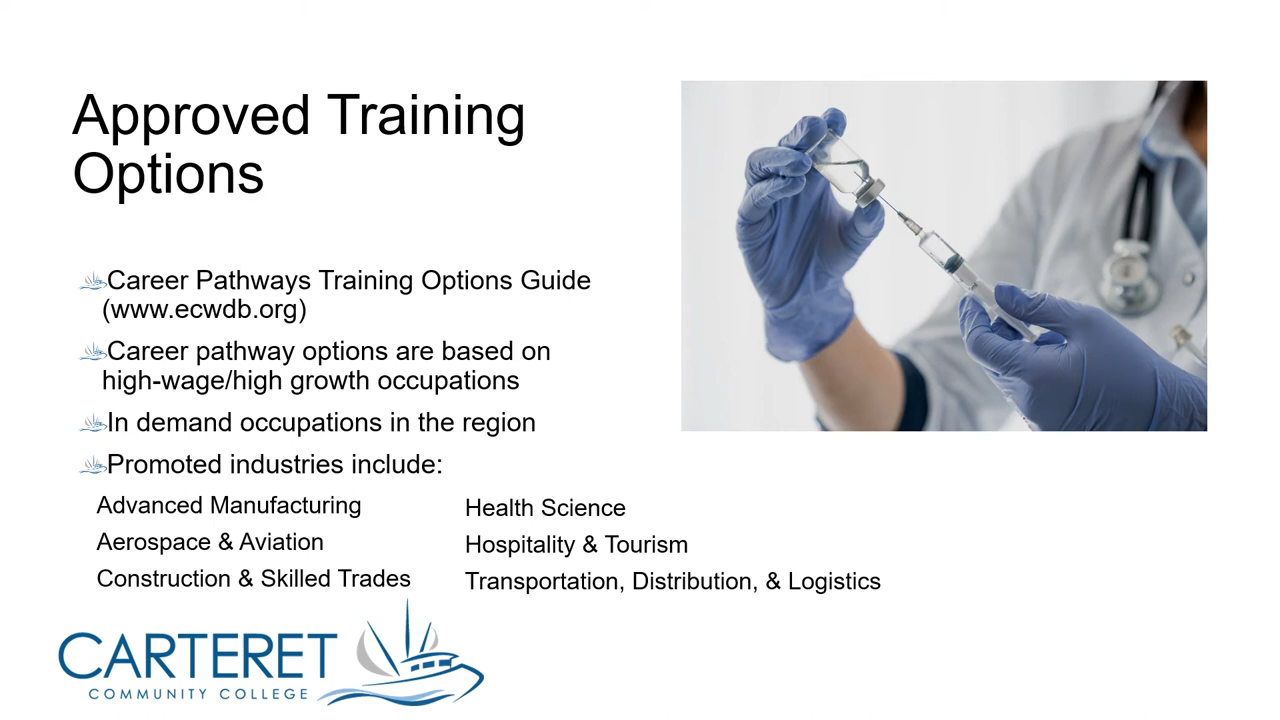 Approved Training
Options
Career Pathways Training Options Guide
(www.ecwdb.org)
Career pathway options are based on
high-wage/high growth occupations
In demand occupations in the region
Promoted industries include:
Advanced Manufacturing
Aerospace & Aviation
Construction & Skilled Trades
Health Science
Hospitality & Tourism
Transportation, Distribution, & Logistics
CARTERET
COMMUNITY COLLEGE